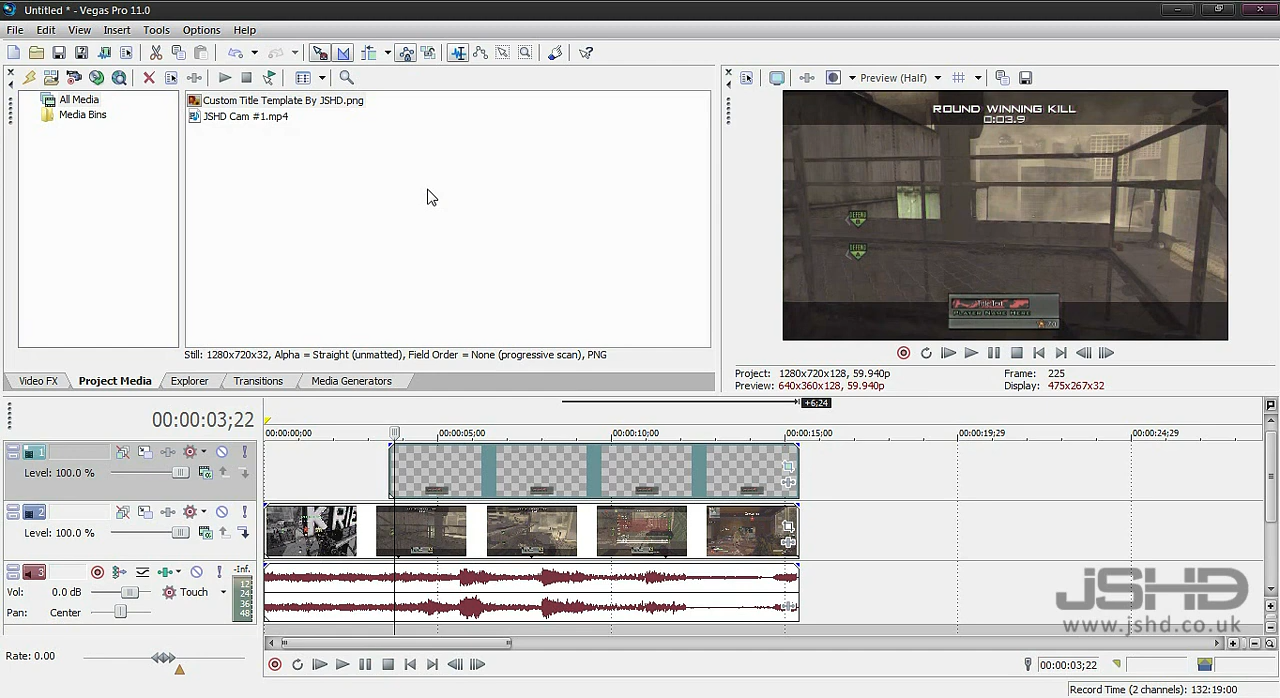 Untitled * - Vegas Pro 11.0
File Edit View Insert Tools Options Help
All Media
Media Bins
Custom Title Template By JSHD.png
JSHD Cam #1.mp4
Still: 1280x720x32, Alpha = Straight (unmatted), Field Order = None (progressive scan), PNG
Video FX Project Media Explorer Transitions Media Generators
Preview (Half)
ROUND WINNING KILL
0:03.9
DEFEND
DEFEND
Project: 1280x720x128, 59.940p Frame: 225
Preview: 640x360x128, 59.940p Display: 475x267x32
+6;24
00:00:03;22
00:00:00;00 00:00:05;00 00:00:10;00 00:00:15;00 00:00:19;29 00:00:24;29
1
Level: 100.0 %
2
Level: 100.0 %
3
-Inf.
Vol: 0.0 dB Touch
12
24
36
48
Pan: Center
Rate: 0.00
JSHD
www.jshd.co.uk
00:00:03;22
Record Time (2 channels): 132:19:00